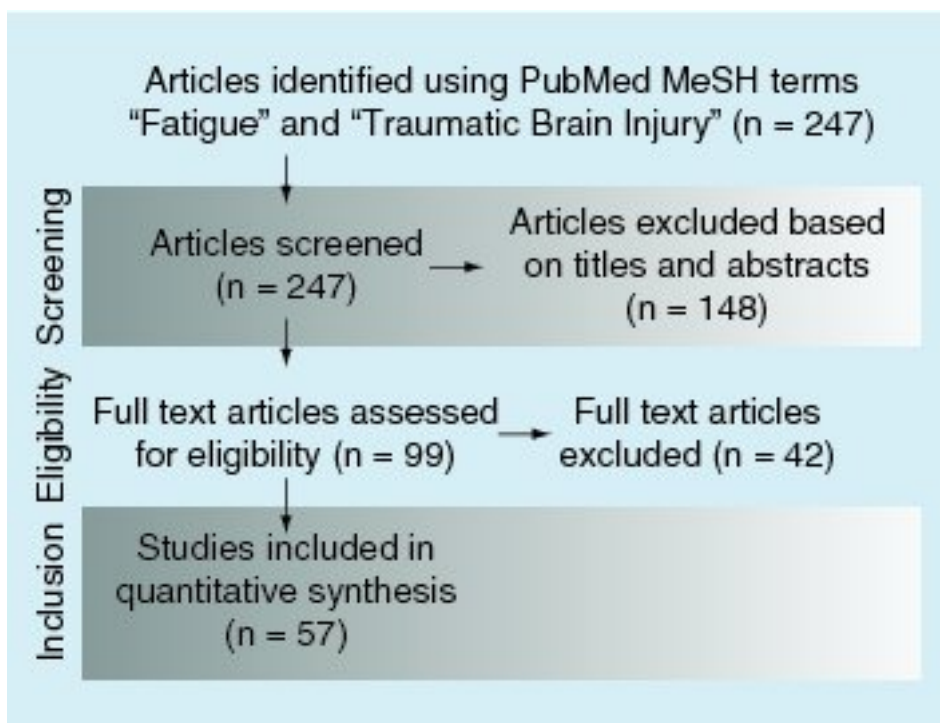 Articles identified using PubMed MeSH terms
“Fatigue” and “Traumatic Brain Injury” (n = 247)
Screening
Articles screened
(n = 247)
Articles excluded based
on titles and abstracts
(n = 148)
Eligibility
Full text articles assessed
for eligibility (n = 99)
Full text articles
excluded (n = 42)
Inclusion
Studies included in
quantitative synthesis
(n = 57)